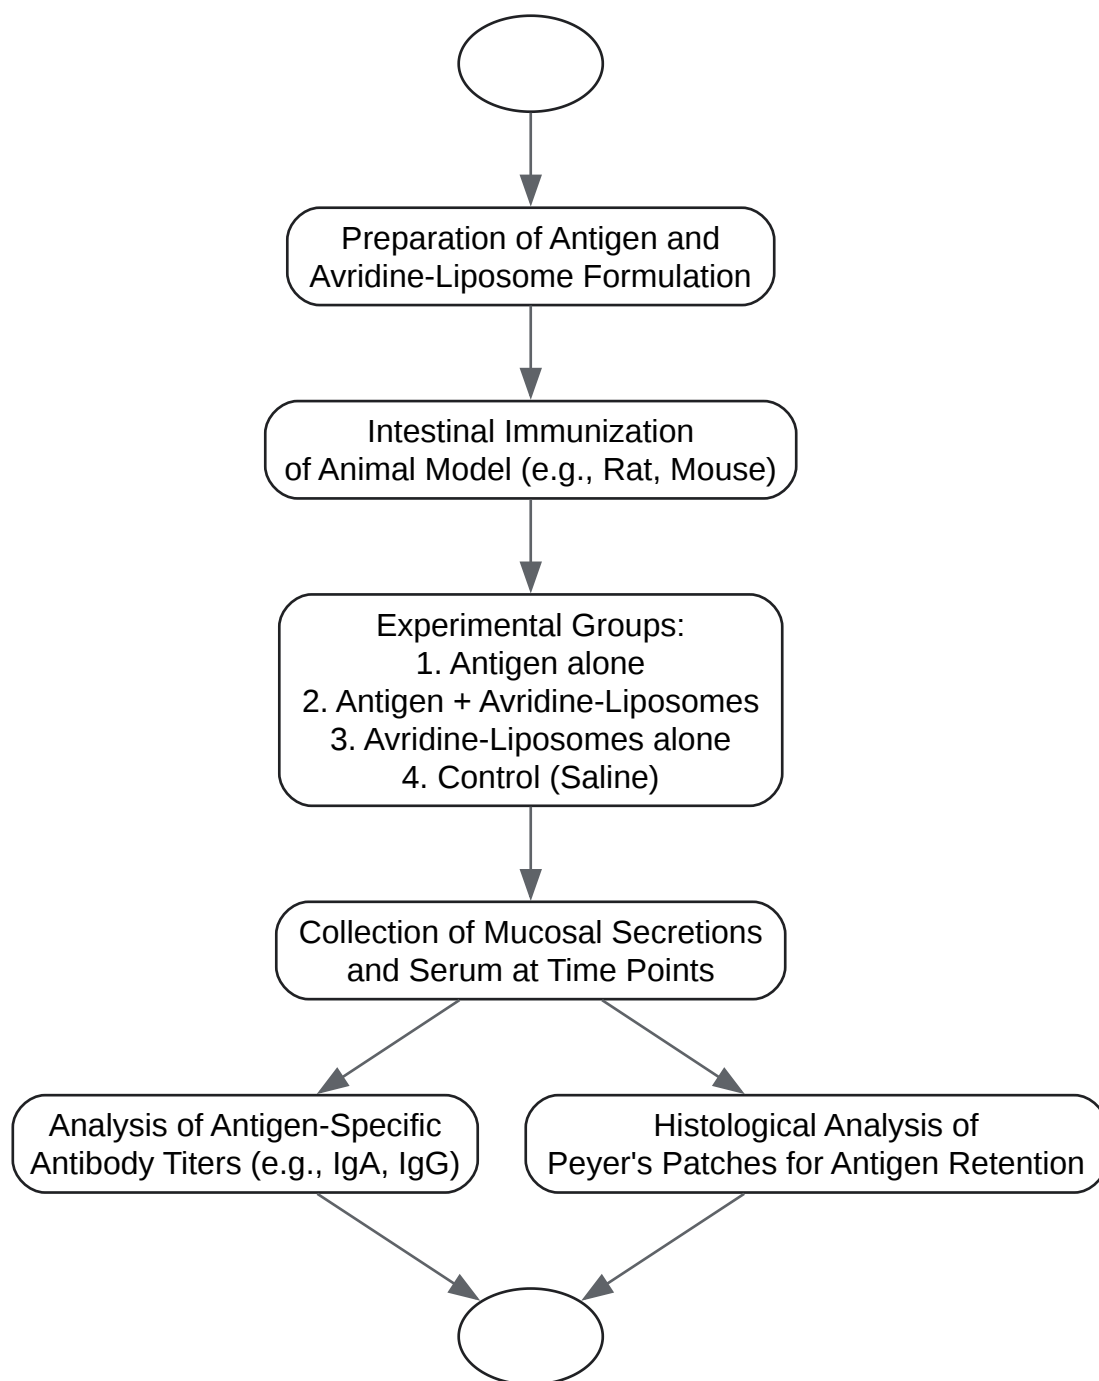 Preparation of Antigen and
Avridine-Liposome Formulation
Intestinal Immunization
of Animal Model (e.g., Rat, Mouse)
Experimental Groups:
1. Antigen alone
2. Antigen + Avridine-Liposomes
3. Avridine-Liposomes alone
4. Control (Saline)
Collection of Mucosal Secretions
and Serum at Time Points
Analysis of Antigen-Specific
Antibody Titers (e.g., IgA, IgG)
Histological Analysis of
Peyer's Patches for Antigen Retention